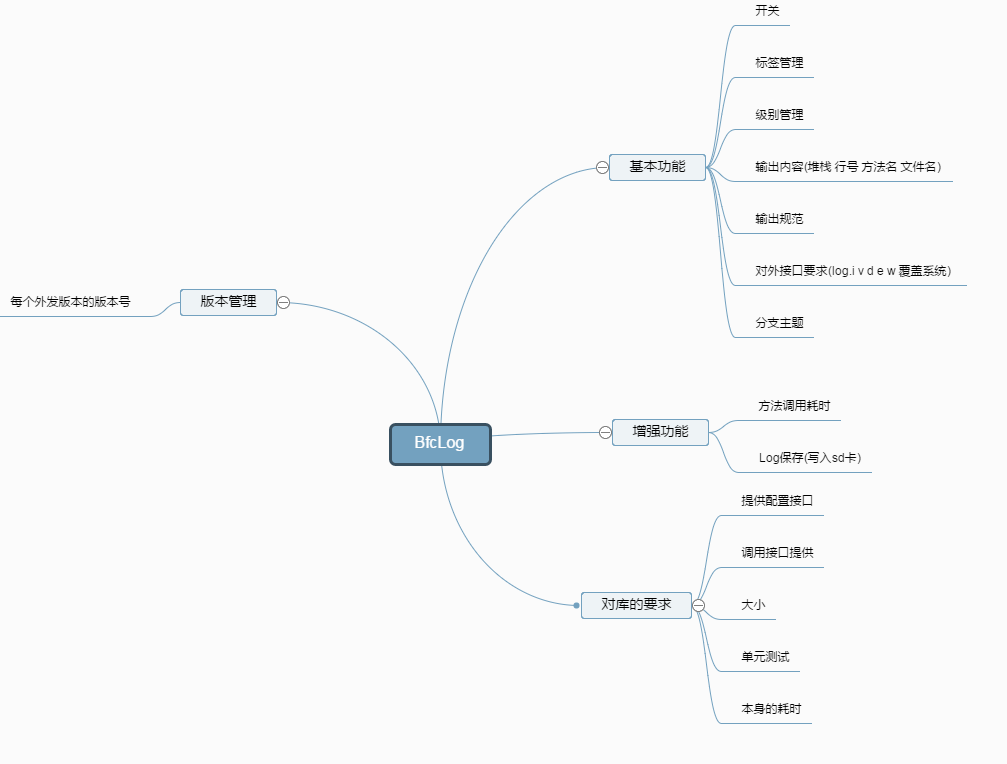 开关
标签管理
级别管理
基本功能
输出内容(堆栈 行号 方法名 文件名)
输出规范
对外接口要求(log.i v d e w 覆盖系统)
分支主题
每个外发版本的版本号
版本管理
BfcLog
增强功能
方法调用耗时
Log保存(写入sd卡)
提供配置接口
调用接口提供
对库的要求
大小
单元测试
本身的耗时